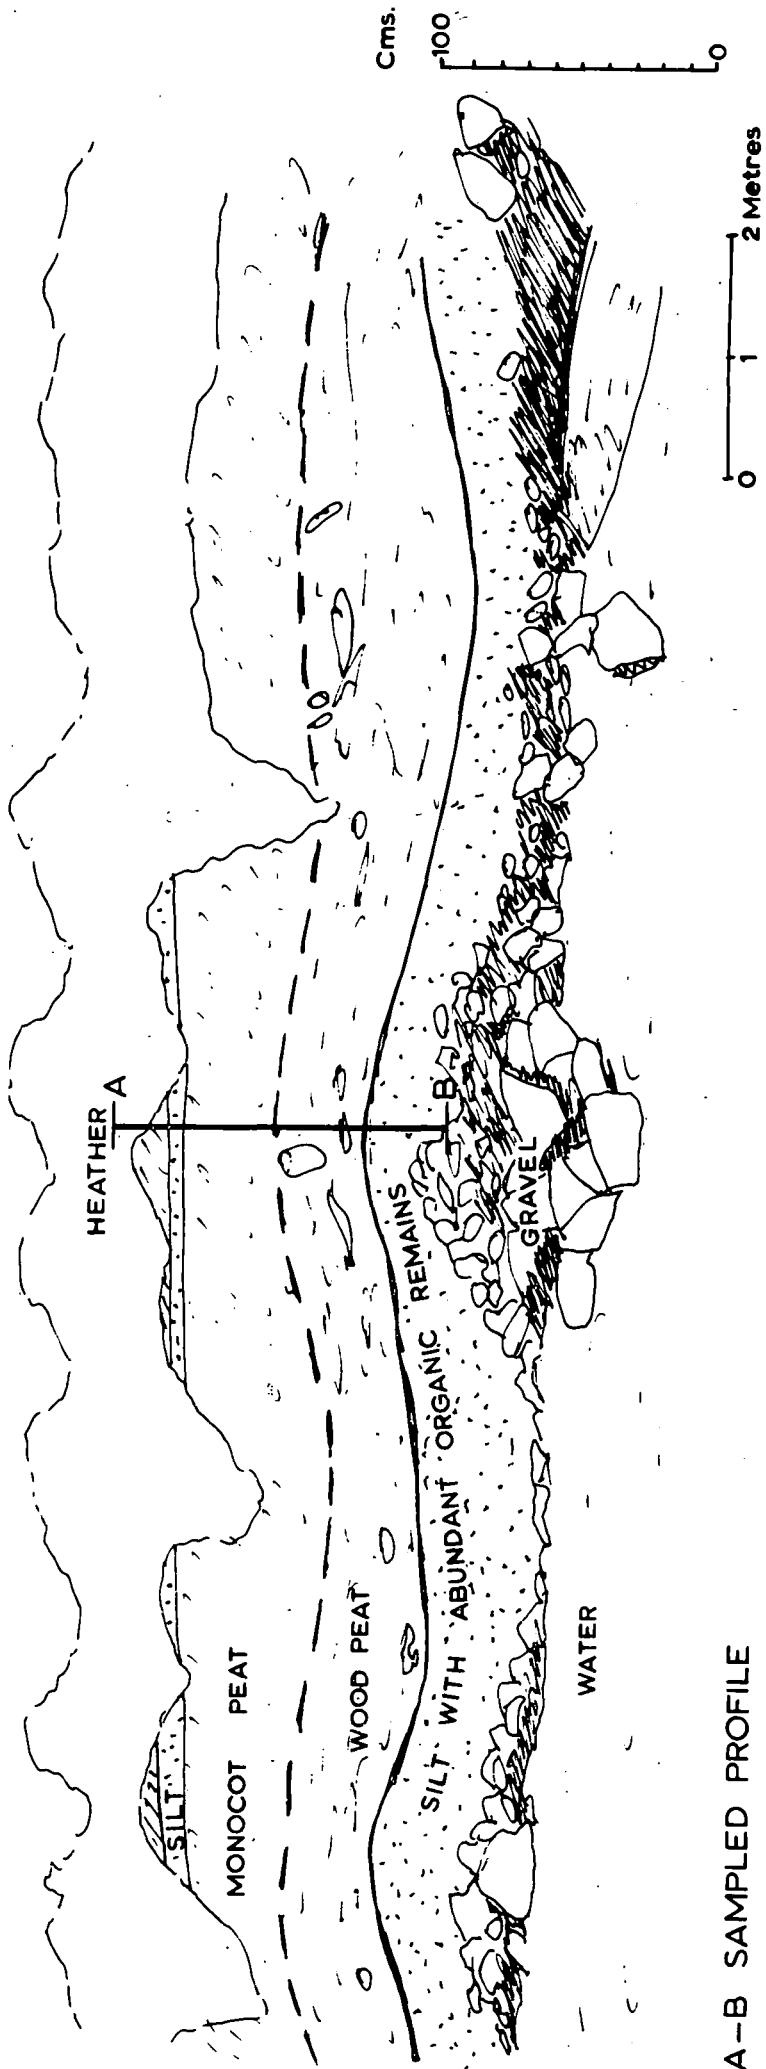 HEATHER
A
SILT
MONOCOT PEAT
WOOD PEAT
SILT WITH ABUNDANT ORGANIC REMAINS
B
GRAVEL
WATER
Cms.
100
0
0 1 2 Metres
A-B SAMPLED PROFILE